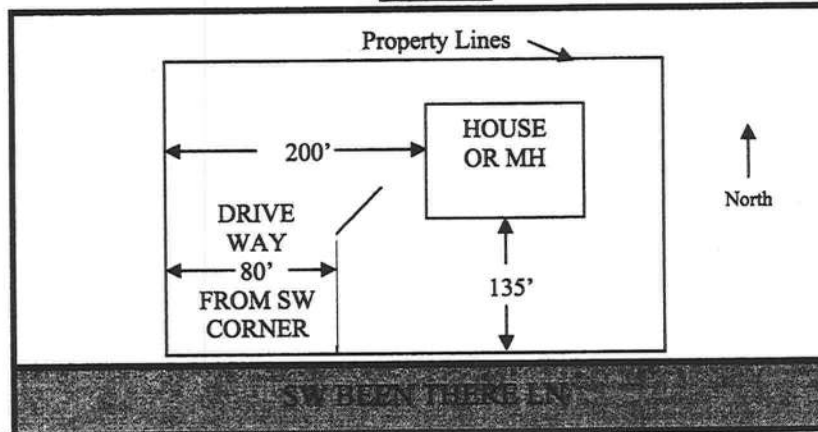 Property Lines
HOUSE
OR MH
200'
North
DRIVE
WAY
80'
FROM SW
CORNER
135'
SW BEEN THERE LN